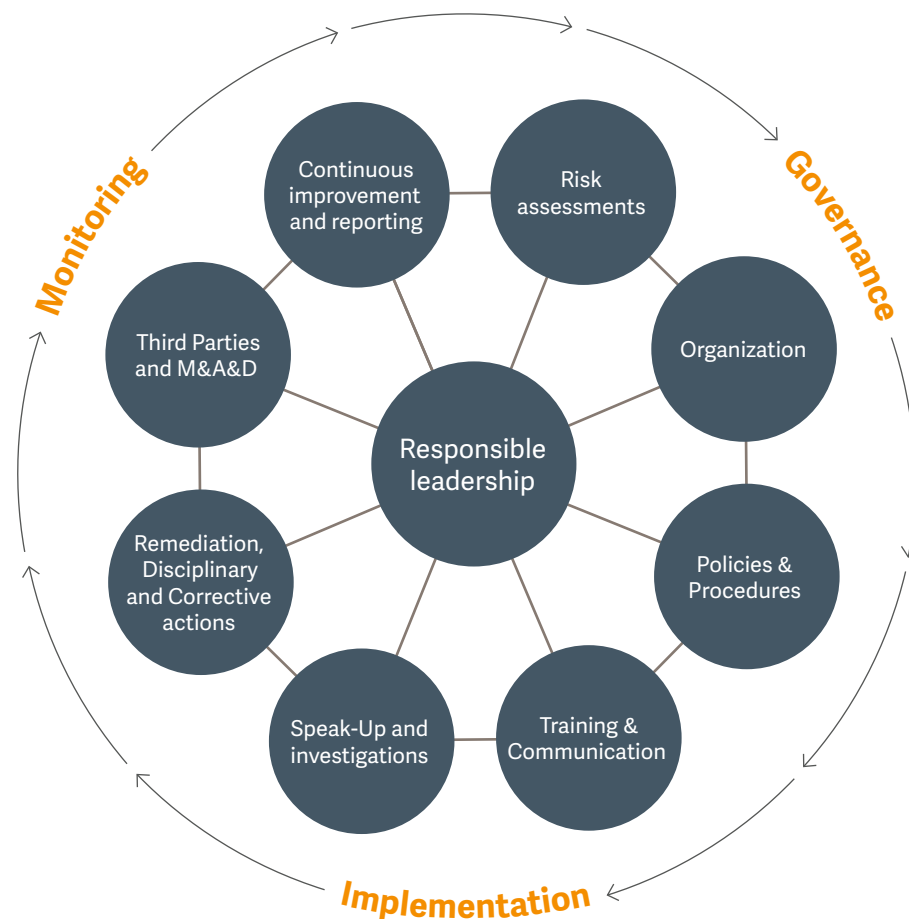 Monitoring
Governance
Continuous
improvement
and reporting
Risk
assessments
Third Parties
and M&A&D
Organization
Responsible
leadership
Remediation,
Disciplinary
and Corrective
actions
Policies &
Procedures
Speak-Up and
investigations
Training &
Communication
Implementation